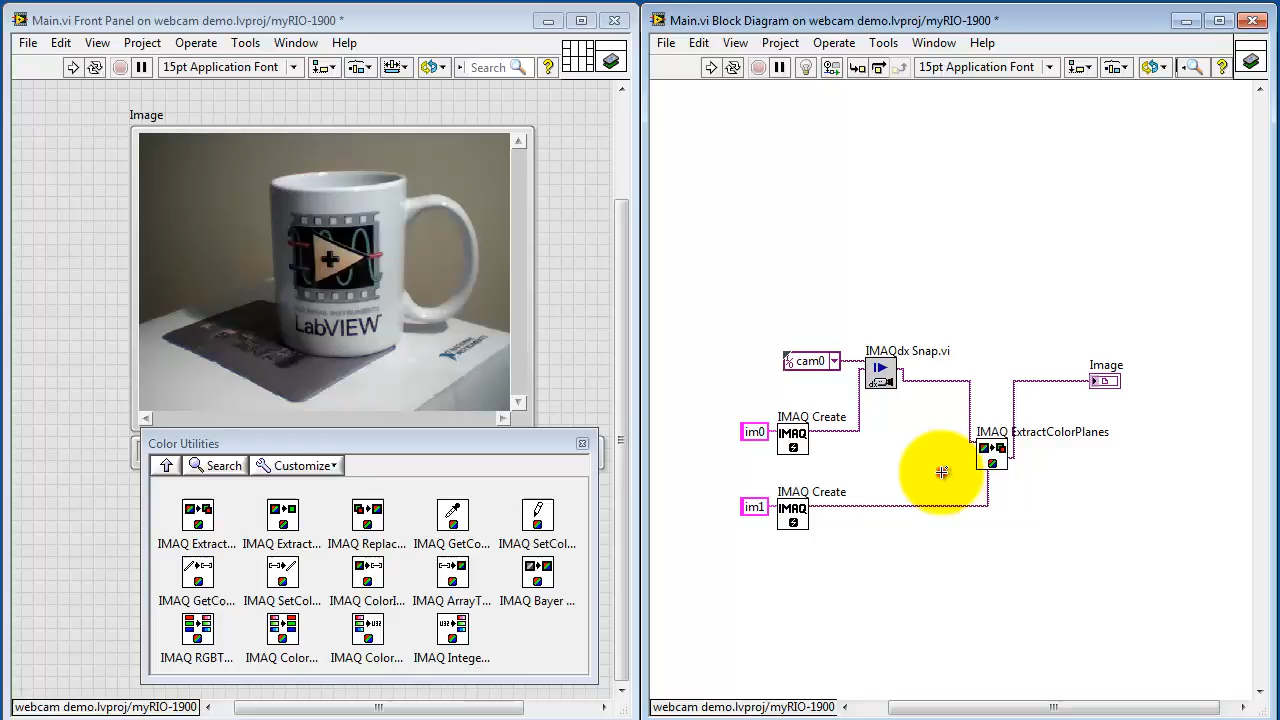 Main.vi Front Panel on webcam demo.lvproj/myRIO-1900 *
File Edit View Project Operate Tools Window Help
15pt Application Font
Search
Image
LabVIEW
Color Utilities
Search Customize
IMAQ Extract... IMAQ Extract... IMAQ Replac... IMAQ GetCo... IMAQ SetCol...
IMAQ GetCo... IMAQ SetCol... IMAQ ColorI... IMAQ ArrayT... IMAQ Bayer ...
U32 U32
IMAQ RGBT... IMAQ Color... IMAQ Color... IMAQ Intege...
webcam demo.lvproj/myRIO-1900
Main.vi Block Diagram on webcam demo.lvproj/myRIO-1900 *
File Edit View Project Operate Tools Window Help
15pt Application Font
IMAQdx Snap.vi
cam0
dx
Image
IMAQ Create
im0
IMAQ
IMAQ ExtractColorPlanes
IMAQ Create
im1
IMAQ
webcam demo.lvproj/myRIO-1900